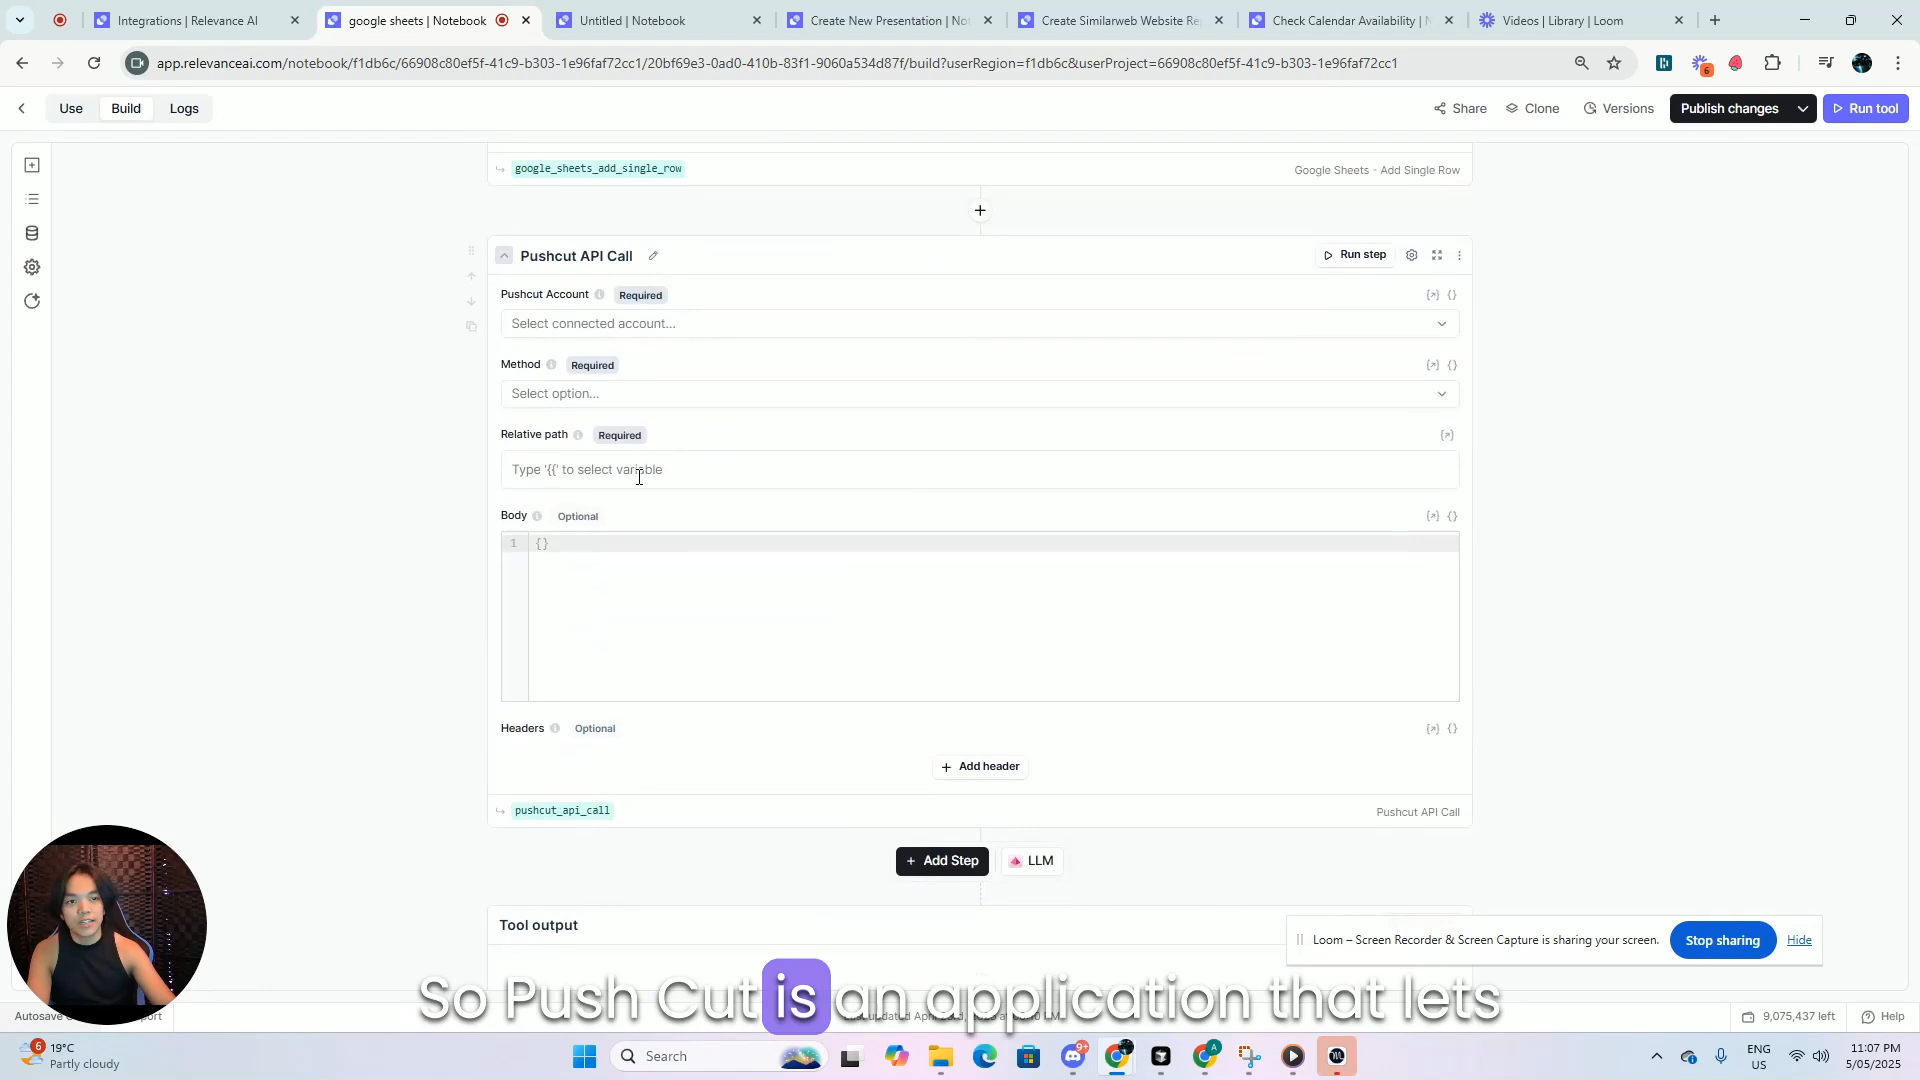 Integrations | Relevance AI
google sheets | Notebook
Untitled | Notebook
Create New Presentation | No
Create Similarweb Website Re
Check Calendar Availability | N
Videos | Library | Loom
app.relevanceai.com/notebook/f1db6c/66908c80ef5f-41c9-b303-1e96faf72cc1/20bf69e3-0ad0-410b-83f1-9060a534d87f/build?userRegion=f1db6c&userProject=66908c80ef5f-41c9-b303-1e96faf72cc1
6
Use Build Logs
Share Clone Versions Publish changes Run tool
google_sheets_add_single_row
Google Sheets - Add Single Row
Pushcut API Call
Run step
Pushcut Account Required
Select connected account...
Method Required
Select option...
Relative path Required
Type '{{' to select variable
Body Optional
1 {}
Headers Optional
+ Add header
pushcut_api_call
Pushcut API Call
+ Add Step
LLM
Tool output
Loom – Screen Recorder & Screen Capture is sharing your screen.
Stop sharing
Hide
So Push Cut is an application that lets
Autosave
9,075,437 left
Help
6
19°C
Partly cloudy
Search
9+
A
ENG
US
11:07 PM
5/05/2025